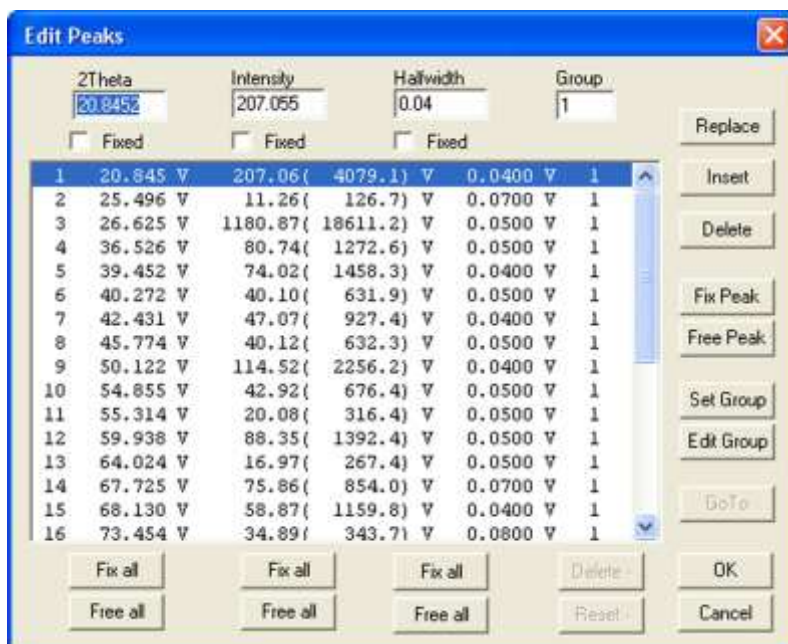 Edit Peaks
2Theta Intensity Halfwidth Group
20.8452 207.055 0.04 1
Fixed Fixed Fixed
Replace
Insert
Delete
Fix Peak
Free Peak
Set Group
Edit Group
GoTo
1 20.845 V 207.06( 4079.1) V 0.0400 V 1
2 25.496 V 11.26( 126.7) V 0.0700 V 1
3 26.625 V 1180.87( 18611.2) V 0.0500 V 1
4 36.526 V 80.74( 1272.6) V 0.0500 V 1
5 39.452 V 74.02( 1458.3) V 0.0400 V 1
6 40.272 V 40.10( 631.9) V 0.0500 V 1
7 42.431 V 47.07( 927.4) V 0.0400 V 1
8 45.774 V 40.12( 632.3) V 0.0500 V 1
9 50.122 V 114.52( 2256.2) V 0.0400 V 1
10 54.855 V 42.92( 676.4) V 0.0500 V 1
11 55.314 V 20.08( 316.4) V 0.0500 V 1
12 59.938 V 88.35( 1392.4) V 0.0500 V 1
13 64.024 V 16.97( 267.4) V 0.0500 V 1
14 67.725 V 75.86( 854.0) V 0.0700 V 1
15 68.130 V 58.87( 1159.8) V 0.0400 V 1
16 73.454 V 34.89( 343.7) V 0.0800 V 1
Fix all Fix all Fix all Delete - OK
Free all Free all Free all Reset - Cancel